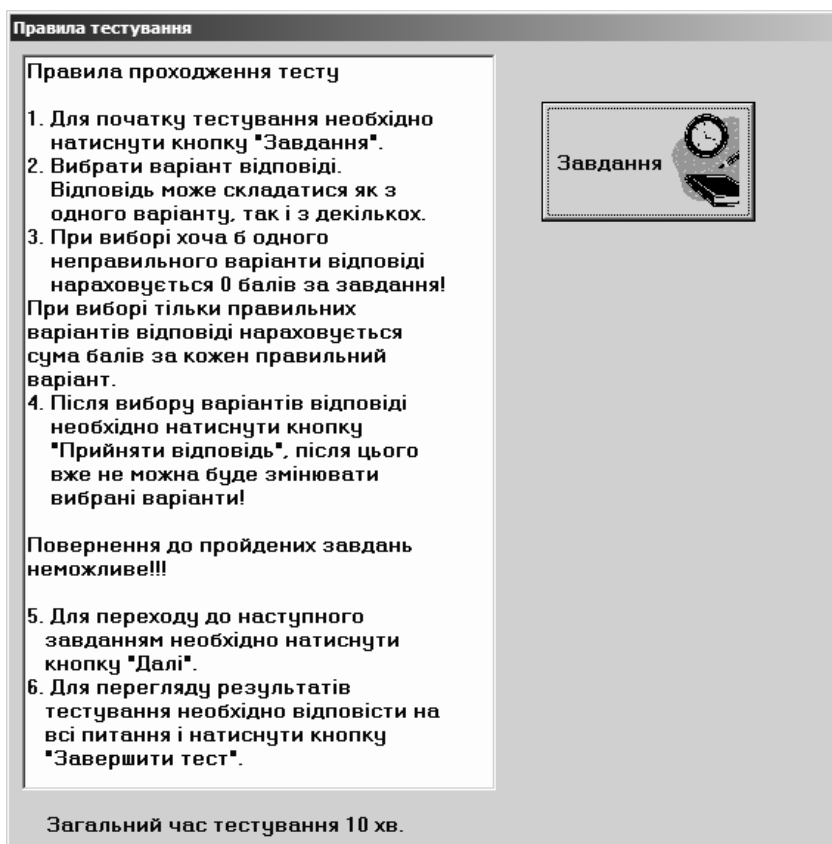 Правила тестування
Правила проходження тесту
1. Для початку тестування необхідно
натиснути кнопку "Завдання".
2. Вибрати варіант відповіді.
Відповідь може складатися як з
одного варіанту, так і з декількох.
3. При виборі хоча б одного
неправильного варіанти відповіді
нараховується 0 балів за завдання!
При виборі тільки правильних
варіантів відповіді нараховується
сума балів за кожен правильний
варіант.
4. Після вибору варіантів відповіді
необхідно натиснути кнопку
"Прийняти відповідь", після цього
вже не можна буде змінювати
вибрані варіанти!
Повернення до пройдених завдань
неможливе!!!
5. Для переходу до наступного
завданням необхідно натиснути
кнопку "Далі".
6. Для перегляду результатів
тестування необхідно відповісти на
всі питання і натиснути кнопку
"Завершити тест".
Завдання
Загальний час тестування 10 хв.